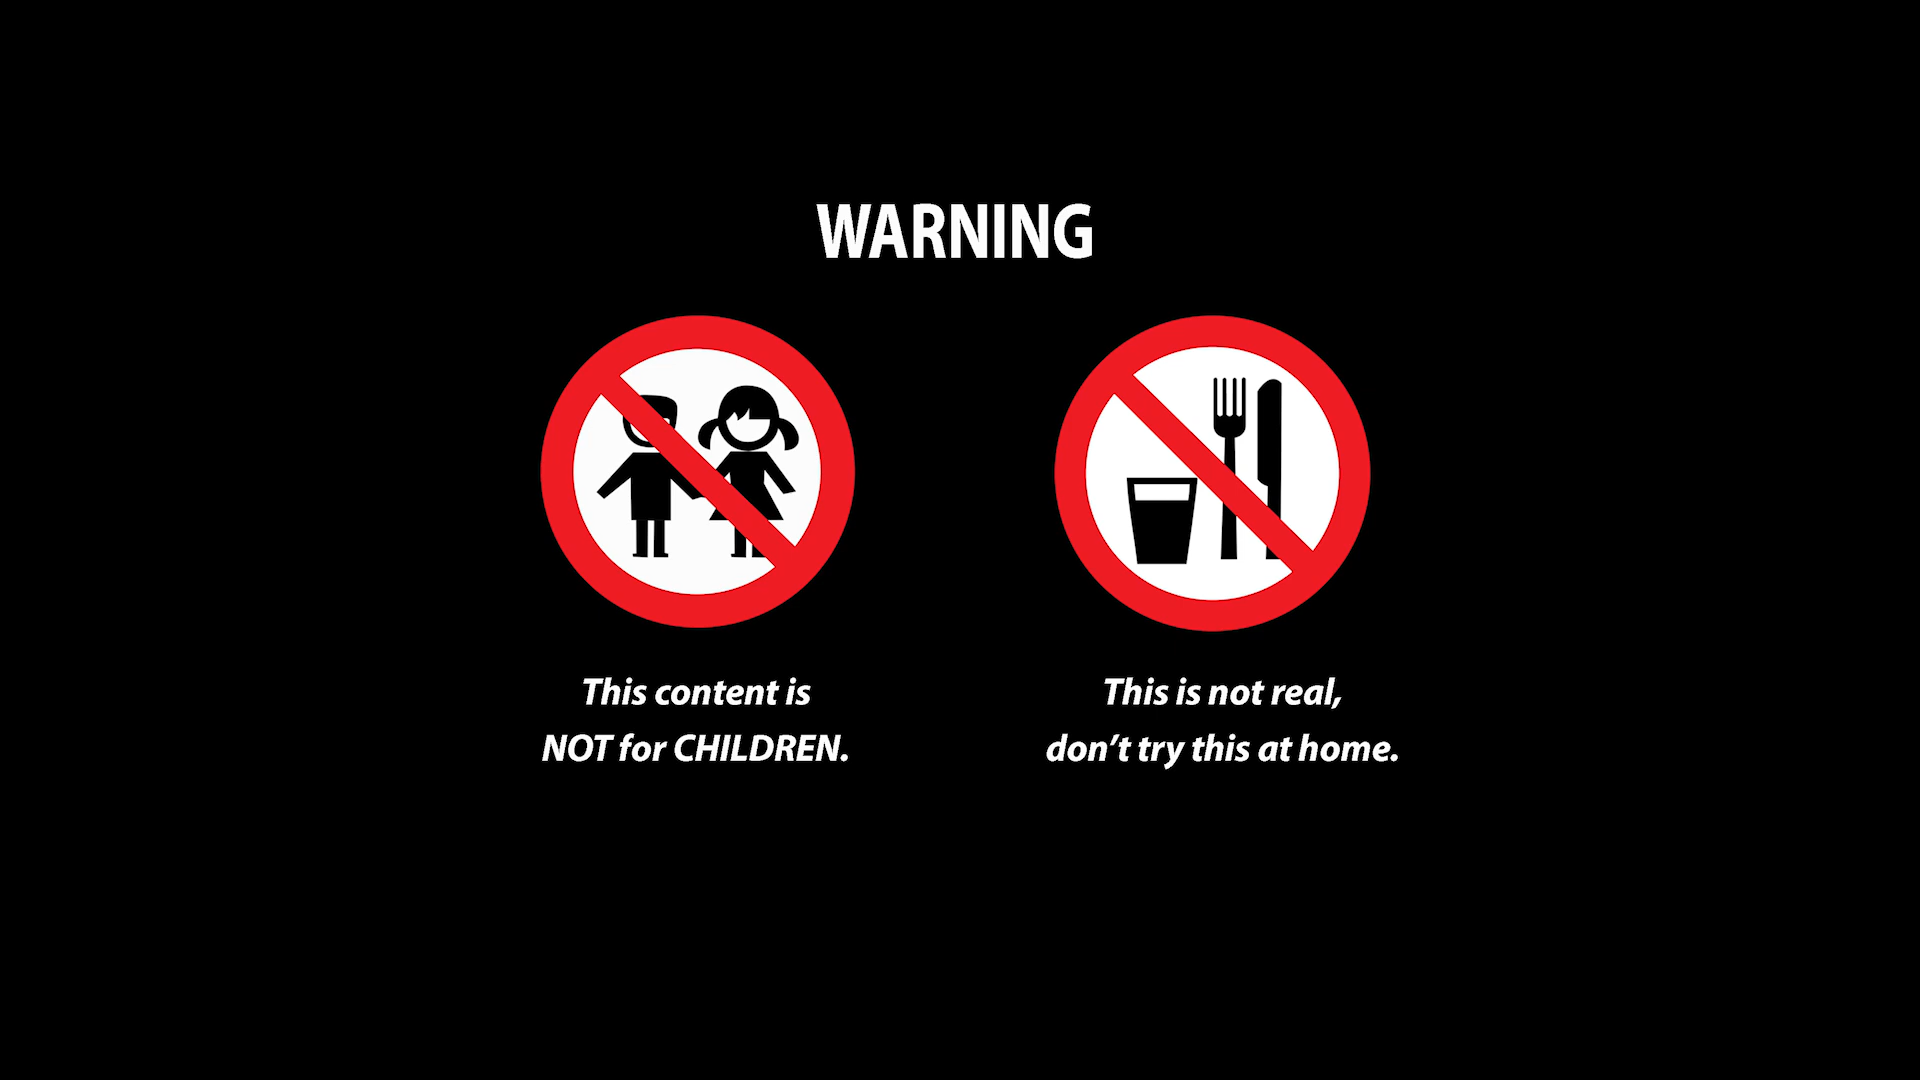 WARNING
This content is
NOT for CHILDREN.
This is not real,
don’t try this at home.